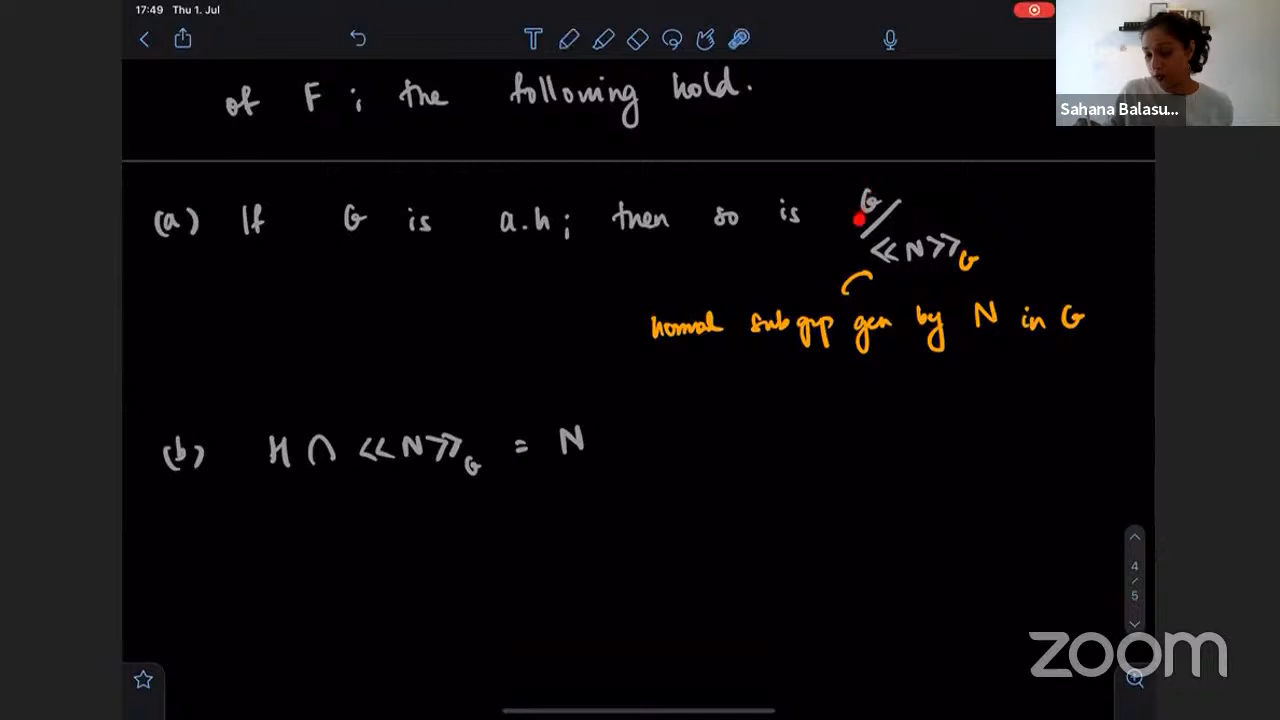 17:49 Thu 1. Jul
of F ; the following hold.
Sahana Balasu...
(a) If G is a.h ; then so is G/<<N>>G
normal subgrp gen by N in G
(b) H ∩ <<N>>G = N
4
/
5
zoom